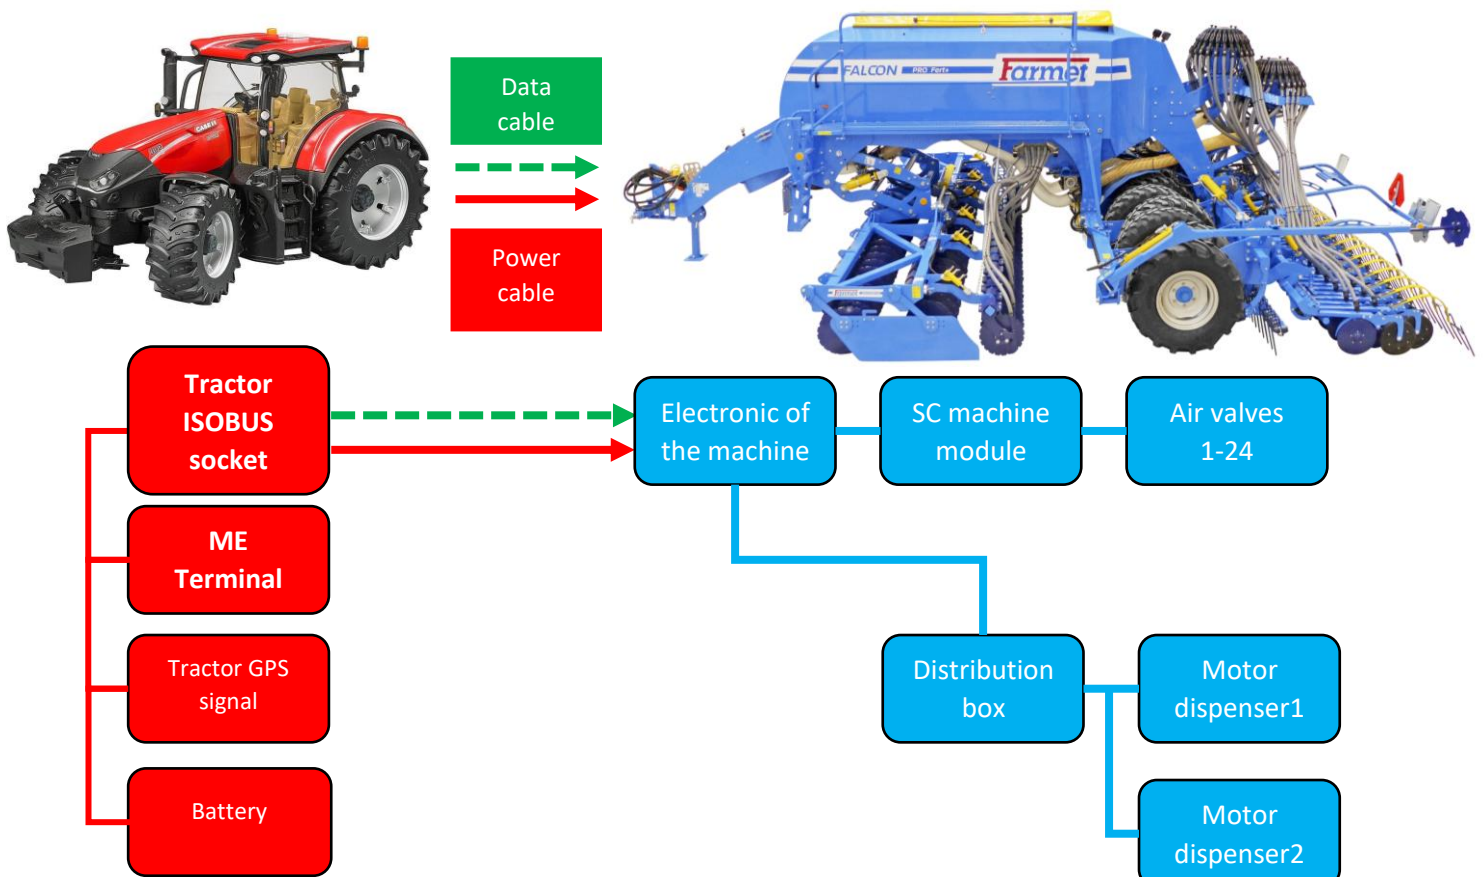 Data
cable
Power
cable
CASE IH
FALCON PRO Fert+
Farmet
Farmet
Tractor
ISOBUS
socket
Electronic of
the machine
SC machine
module
Air valves
1-24
ME
Terminal
Tractor GPS
signal
Distribution
box
Motor
dispenser1
Battery
Motor
dispenser2